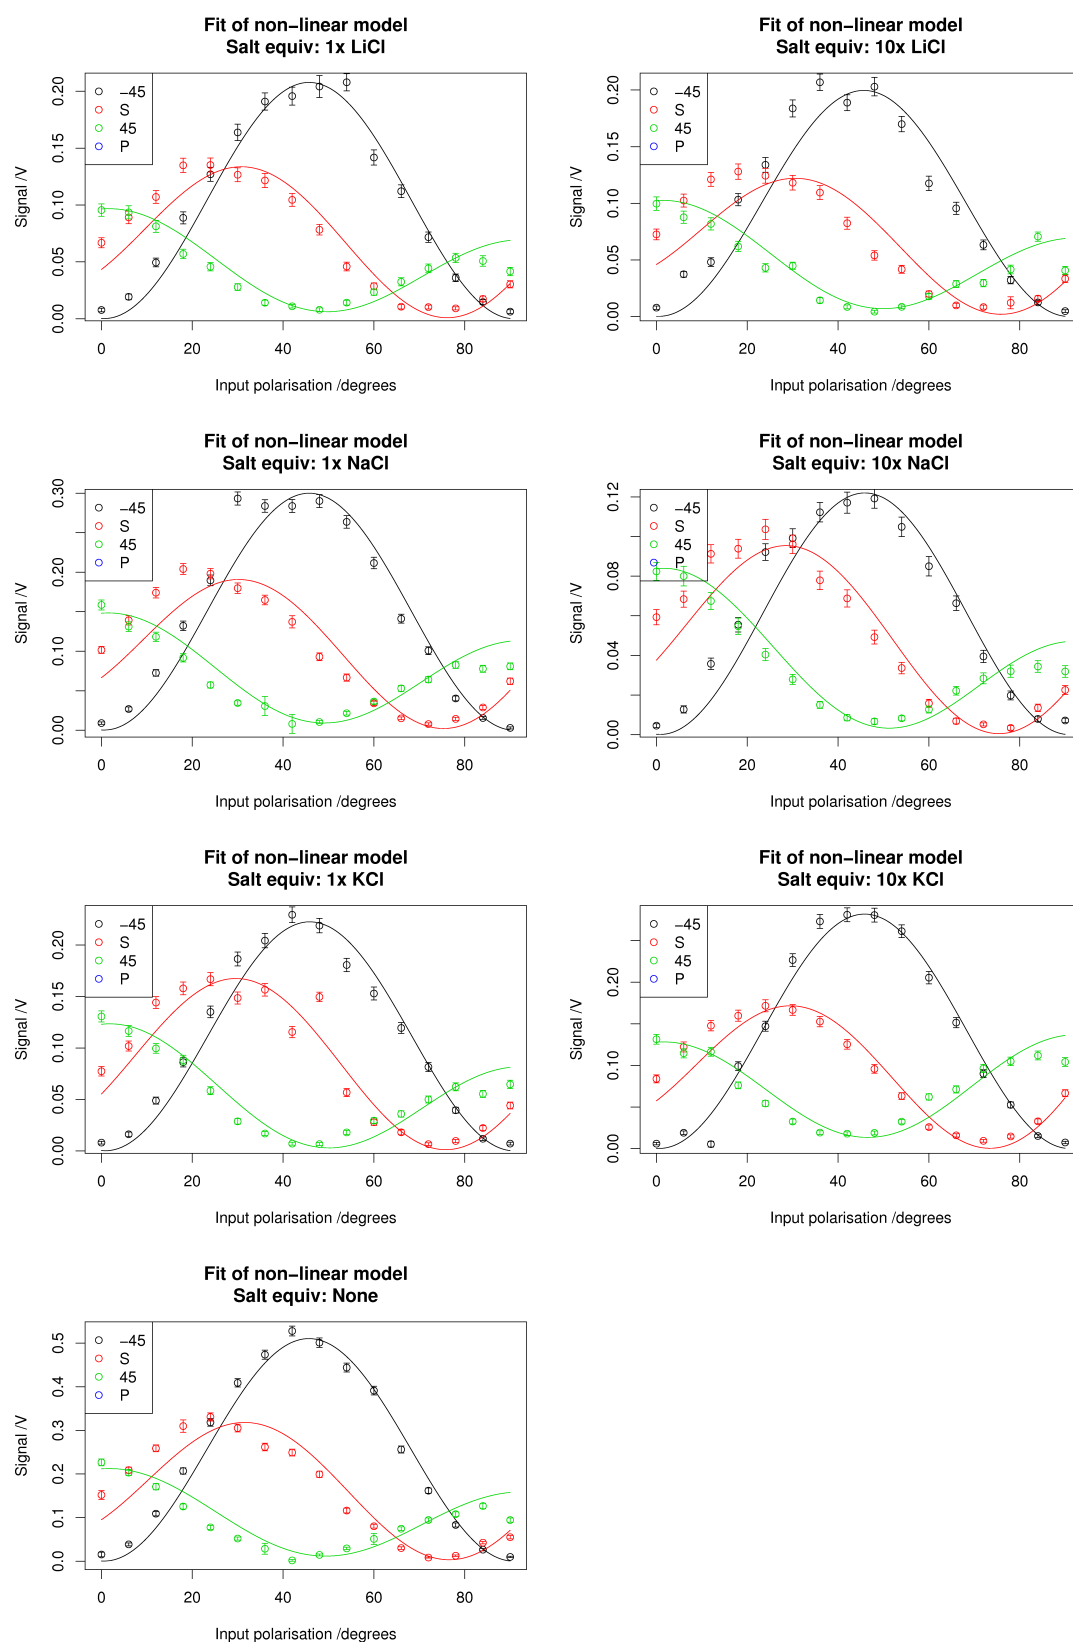 Fit of non−linear model
Salt equiv: 1x LiCl
−45
S
45
P
Signal /V
0.00 0.05 0.10 0.15 0.20
0 20 40 60 80
Input polarisation /degrees
Fit of non−linear model
Salt equiv: 10x LiCl
−45
S
45
P
Signal /V
0.00 0.05 0.10 0.15 0.20
0 20 40 60 80
Input polarisation /degrees
Fit of non−linear model
Salt equiv: 1x NaCl
−45
S
45
P
Signal /V
0.00 0.10 0.20 0.30
0 20 40 60 80
Input polarisation /degrees
Fit of non−linear model
Salt equiv: 10x NaCl
−45
S
45
P
Signal /V
0.00 0.04 0.08 0.12
0 20 40 60 80
Input polarisation /degrees
Fit of non−linear model
Salt equiv: 1x KCl
−45
S
45
P
Signal /V
0.00 0.05 0.10 0.15 0.20
0 20 40 60 80
Input polarisation /degrees
Fit of non−linear model
Salt equiv: 10x KCl
−45
S
45
P
Signal /V
0.00 0.10 0.20
0 20 40 60 80
Input polarisation /degrees
Fit of non−linear model
Salt equiv: None
−45
S
45
P
Signal /V
0.0 0.1 0.2 0.3 0.4 0.5
0 20 40 60 80
Input polarisation /degrees